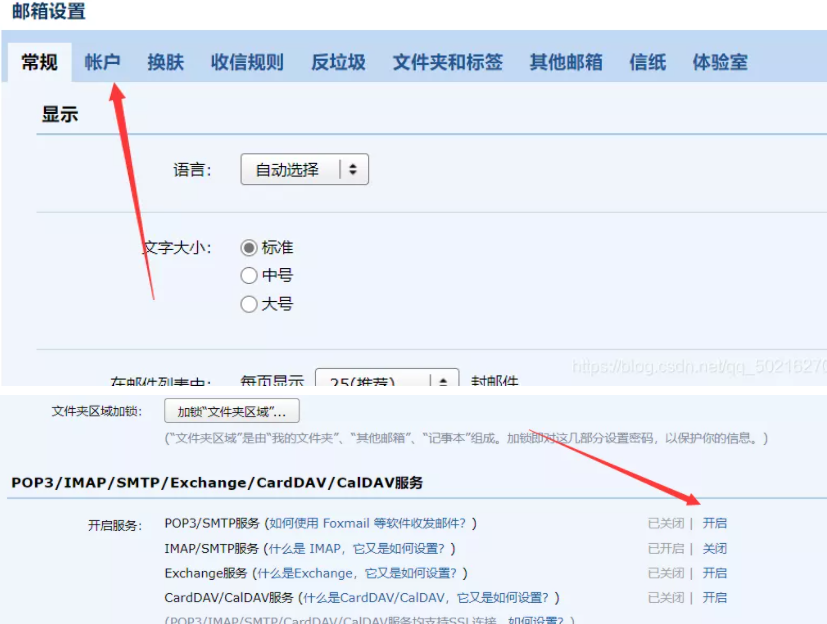 邮箱设置
常规 帐户 换肤 收信规则 反垃圾 文件夹和标签 其他邮箱 信纸 体验室
显示
语言： 自动选择
文字大小： 标准
中号
大号
在邮件列表中： 每页显示 25(推荐) 封邮件
https://blog.csdn.net/qq_5021627
文件夹区域加锁： 加锁“文件夹区域”...
(“文件夹区域”是由“我的文件夹”、“其他邮箱”、“记事本”组成。加锁即对这几部分设置密码，以保护你的信息。)
POP3/IMAP/SMTP/Exchange/CardDAV/CalDAV服务
开启服务： POP3/SMTP服务 (如何使用 Foxmail 等软件收发邮件？) 已关闭 | 开启
IMAP/SMTP服务 (什么是 IMAP，它又是如何设置？) 已开启 | 关闭
Exchange服务 (什么是Exchange，它又是如何设置？) 已关闭 | 开启
CardDAV/CalDAV服务 (什么是CardDAV/CalDAV，它又是如何设置？) 已关闭 | 开启
(POP3/IMAP/SMTP/CardDAV/CalDAV服务均支持SSL连接。如何设置？)